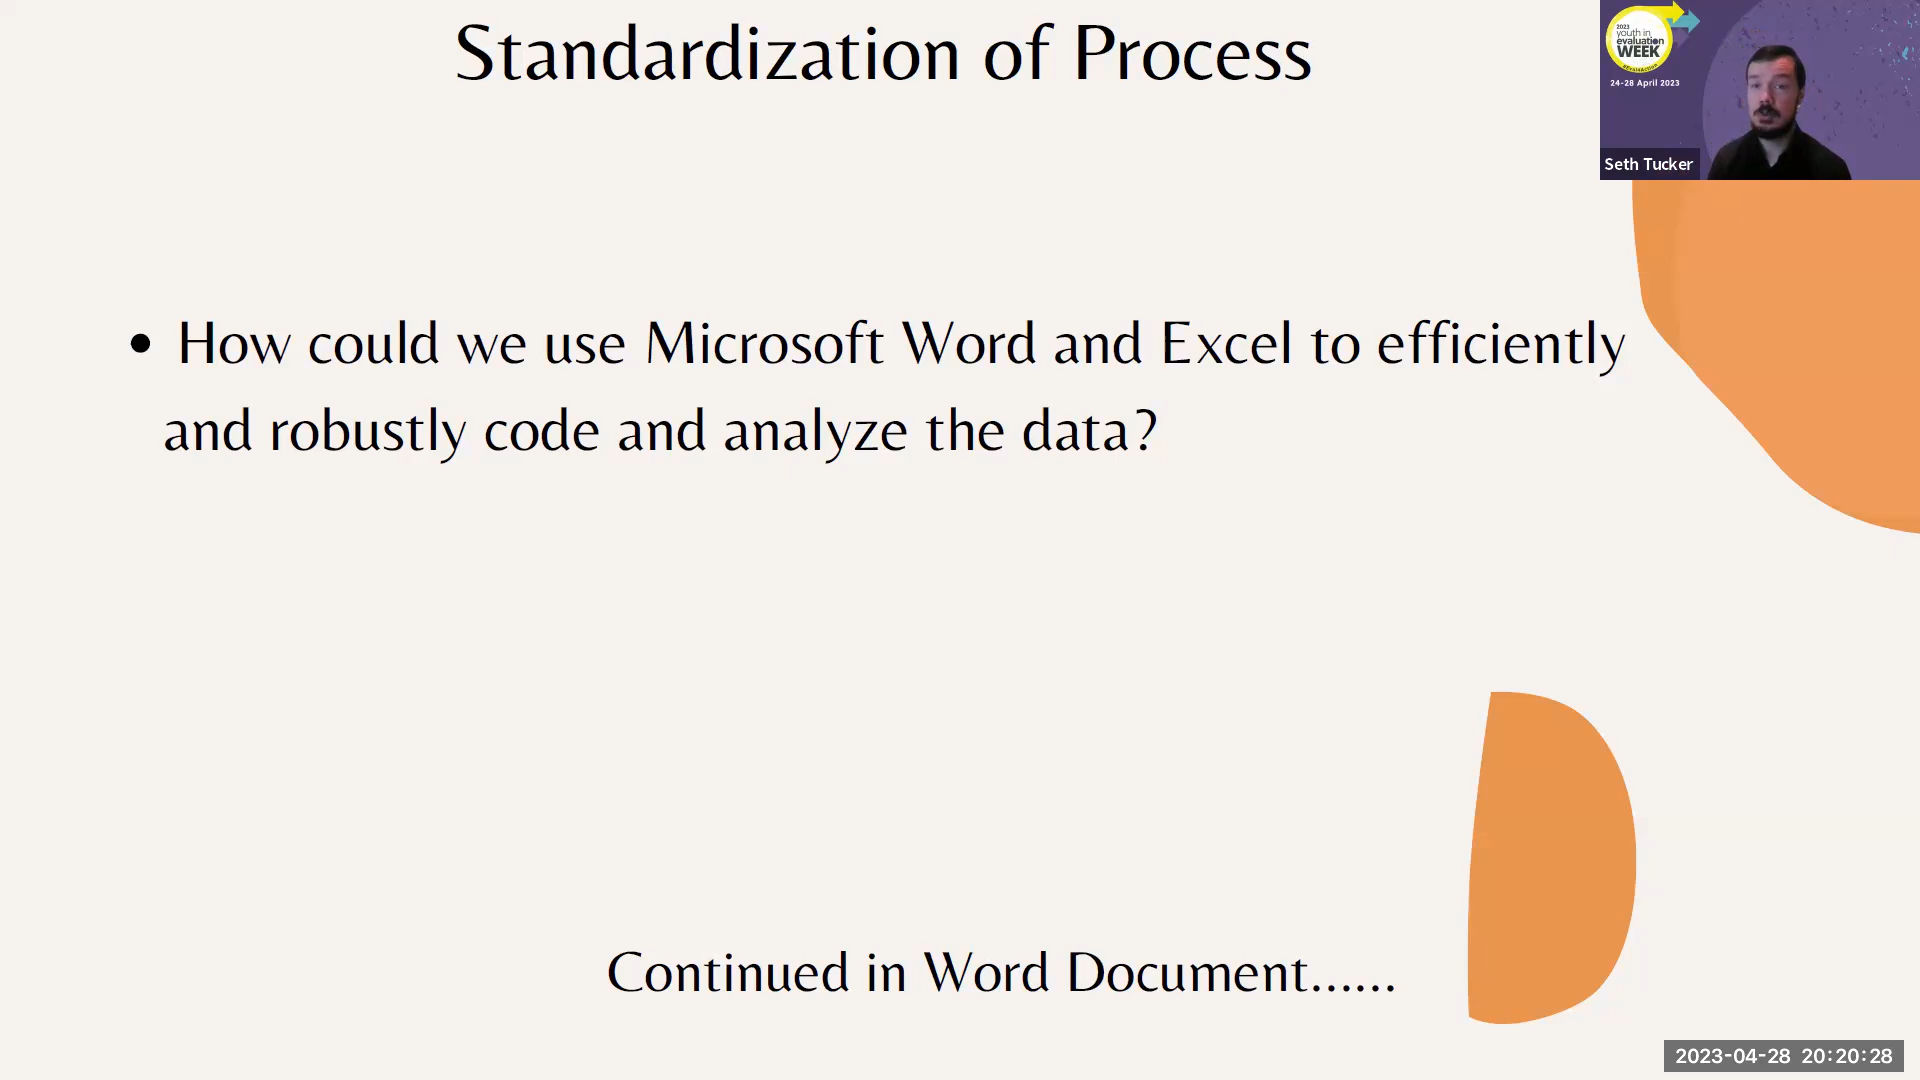 Standardization of Process
2023
youth in
evaluation
WEEK
24-28 April 2023
Seth Tucker
• How could we use Microsoft Word and Excel to efficiently
and robustly code and analyze the data?
Continued in Word Document......
2023-04-28 20:20:28